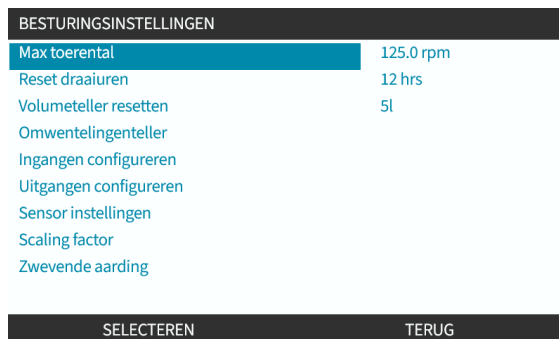 BESTURINGSINSTELLINGEN
Max toerental 125.0 rpm
Reset draaiuren 12 hrs
Volumeteller resetten 5l
Omwentelingenteller
Ingangen configureren
Uitgangen configureren
Sensor instellingen
Scaling factor
Zwevende aarding
SELECTEREN TERUG